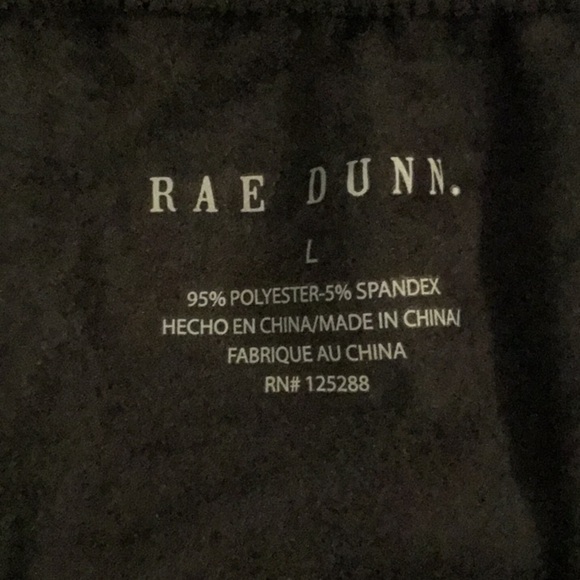 RAE DUNN.
L
95% POLYESTER-5% SPANDEX
HECHO EN CHINA/MADE IN CHINA/
FABRIQUE AU CHINA
RN# 125288